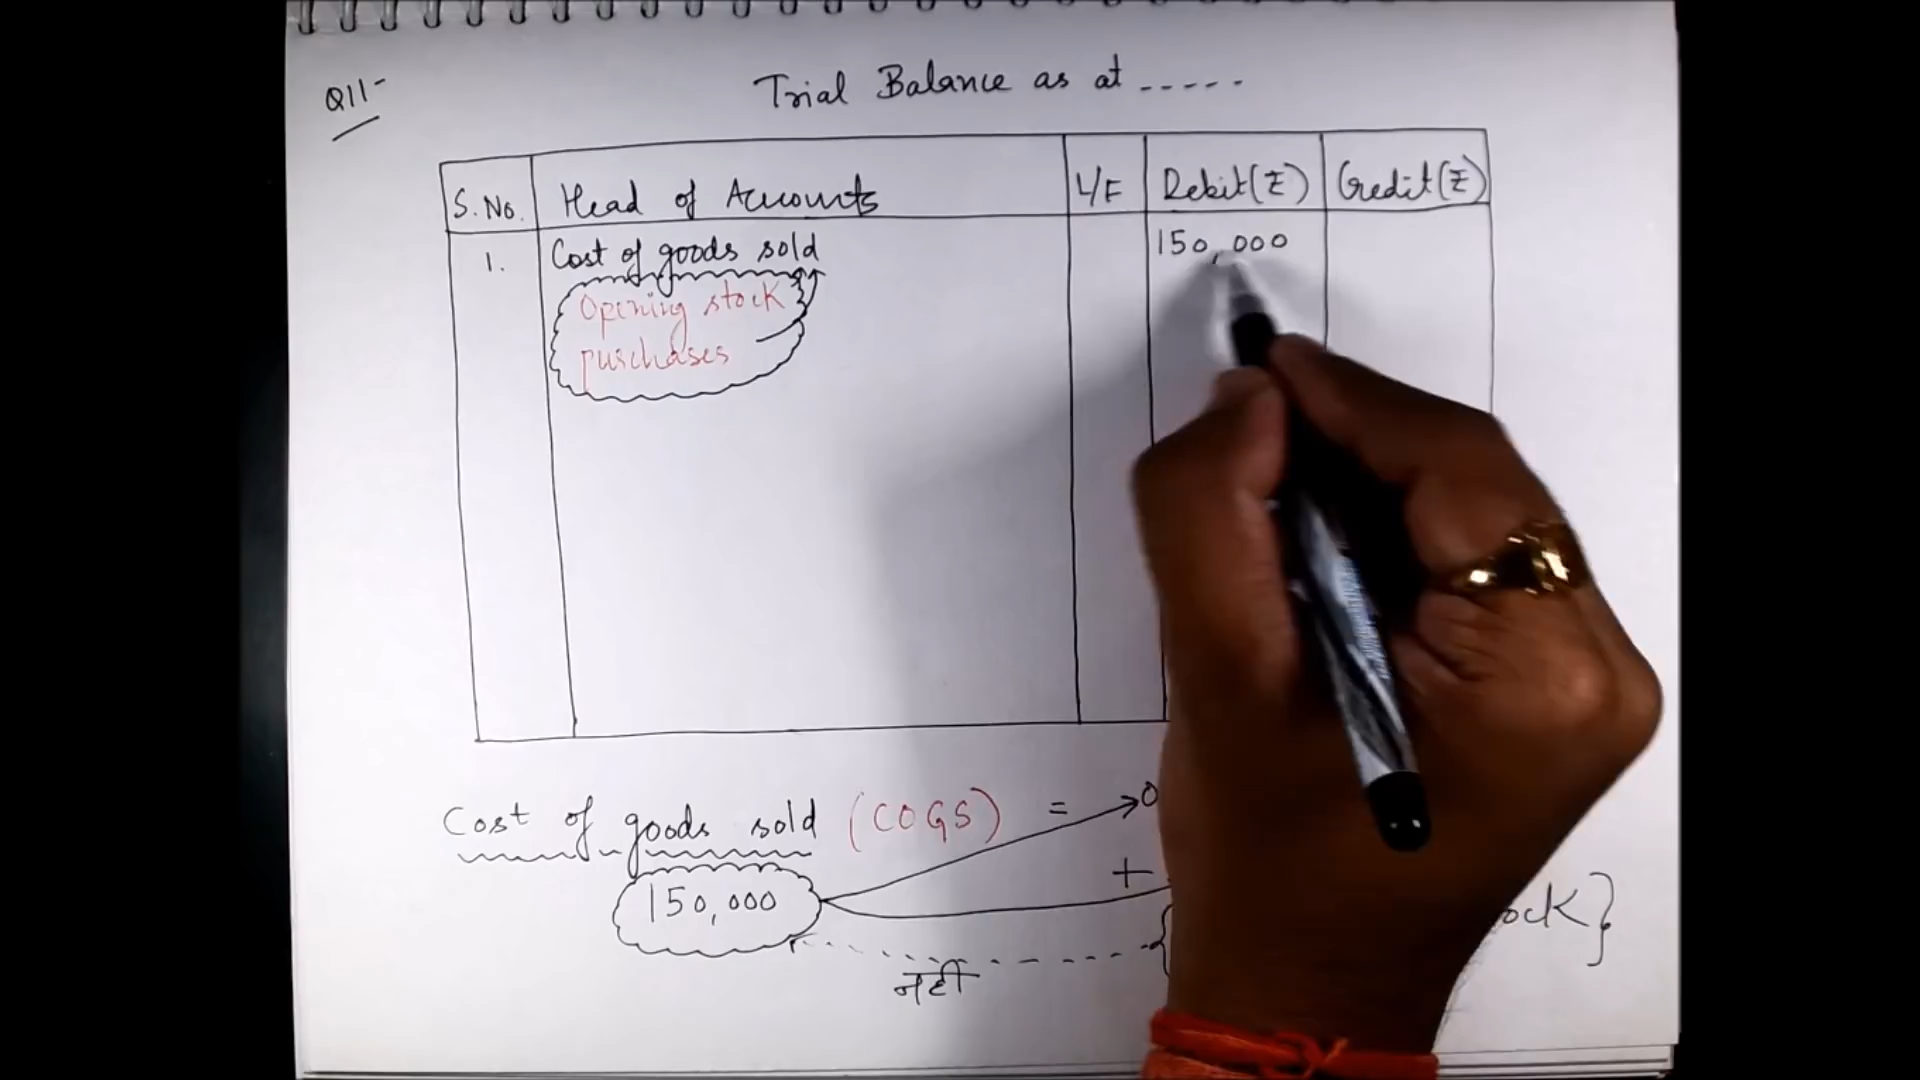 Q11-
Trial Balance as at -----
S. No. Head of Accounts L/F Debit(₹) Credit(₹)
1. Cost of goods sold 150,000
Opening stock
purchases
Cost of goods sold (COGS) = O
+
150,000
ock}
नहीं